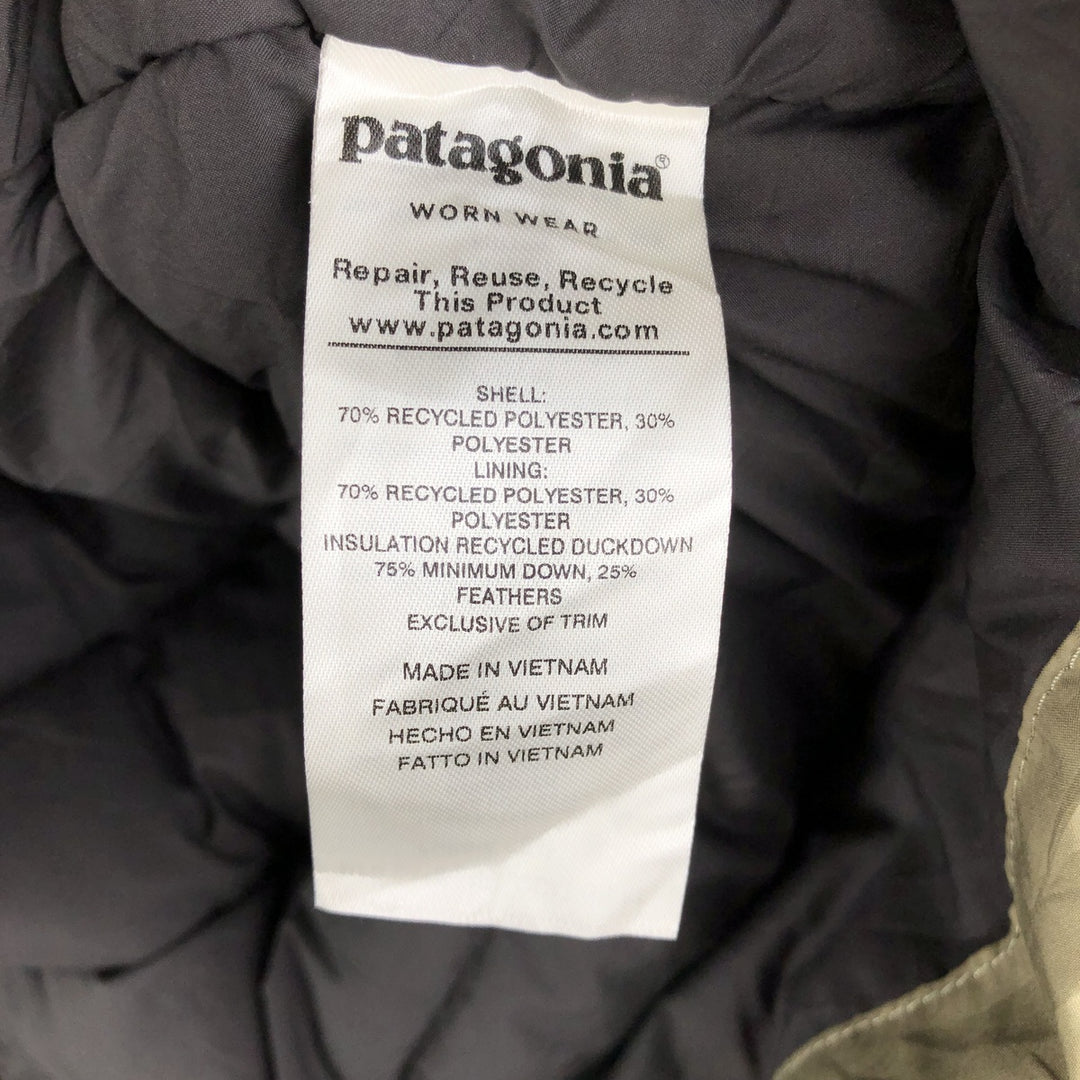 patagonia®
WORN WEAR
Repair, Reuse, Recycle
This Product
www.patagonia.com
SHELL:
70% RECYCLED POLYESTER, 30%
POLYESTER
LINING:
70% RECYCLED POLYESTER, 30%
POLYESTER
INSULATION RECYCLED DUCKDOWN
75% MINIMUM DOWN, 25%
FEATHERS
EXCLUSIVE OF TRIM
MADE IN VIETNAM
FABRIQUÉ AU VIETNAM
HECHO EN VIETNAM
FATTO IN VIETNAM